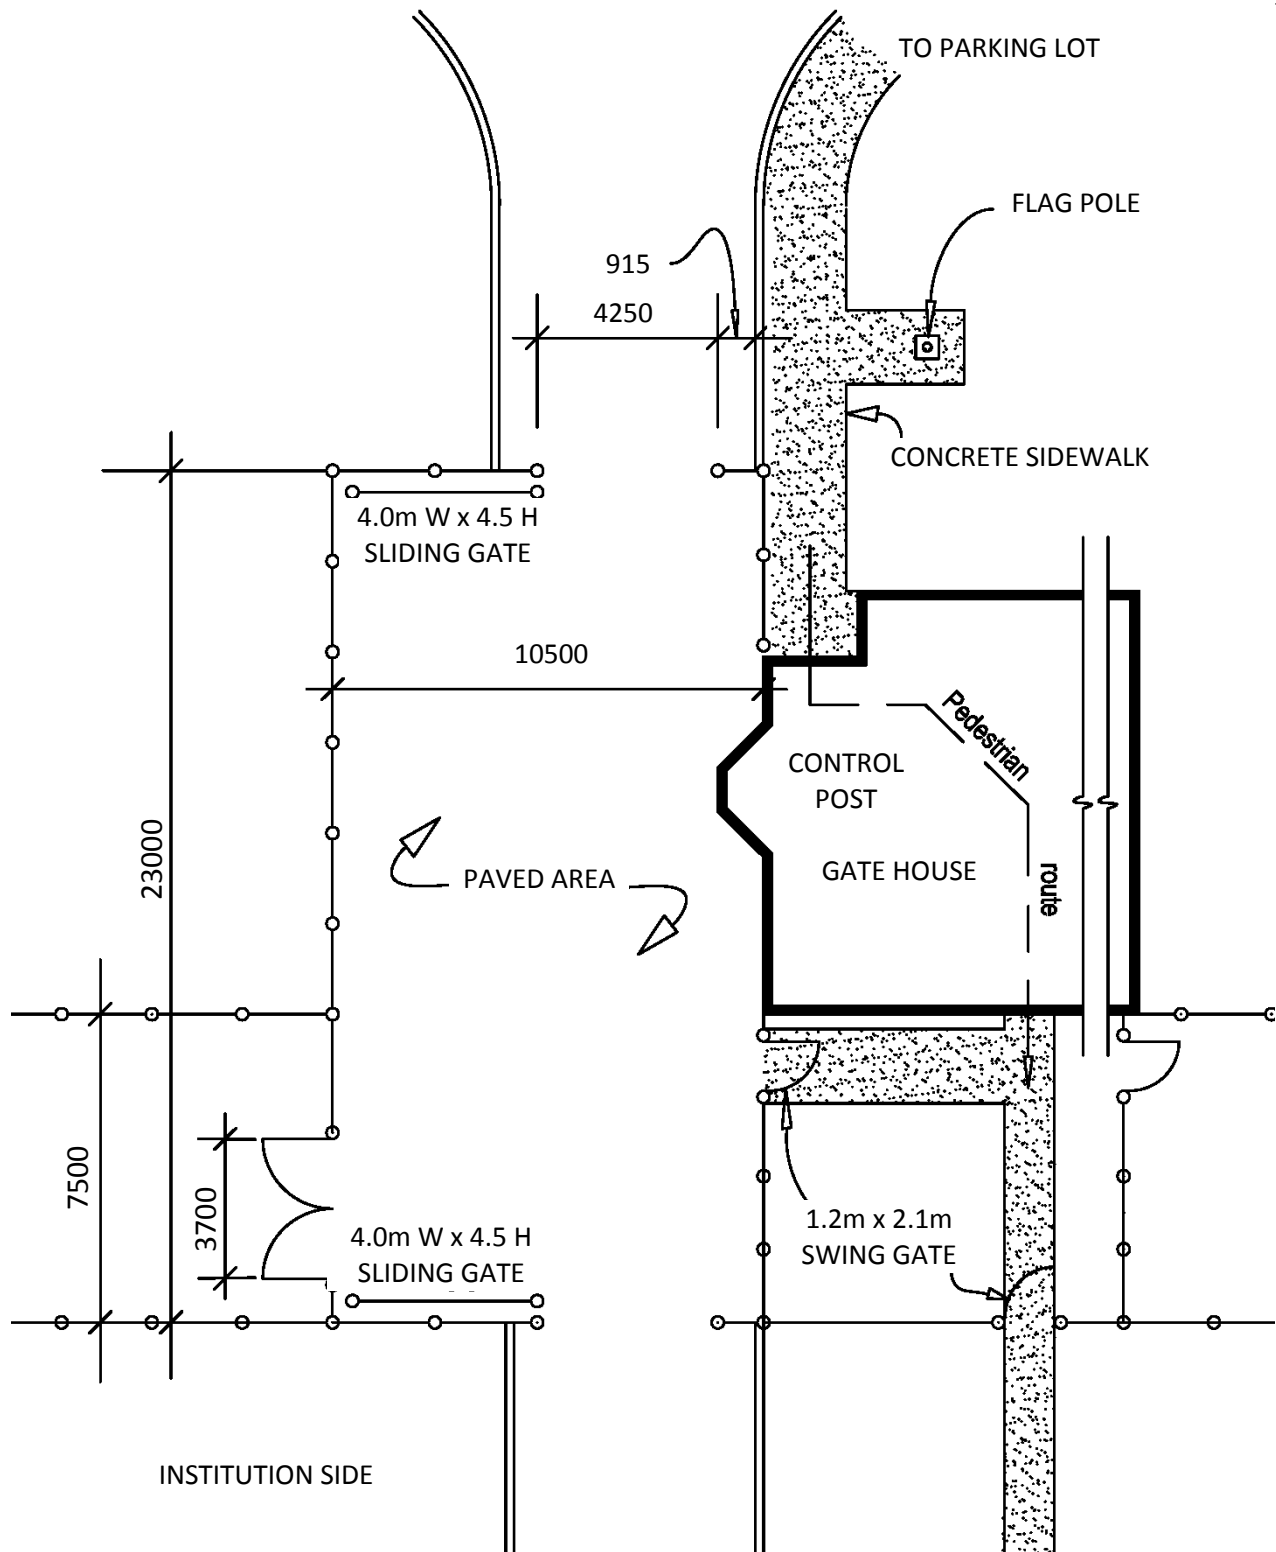 TO PARKING LOT
FLAG POLE
915
4250
CONCRETE SIDEWALK
4.0m W x 4.5 H
SLIDING GATE
10500
Pedestrian
CONTROL
POST
23000
PAVED AREA
GATE HOUSE
route
7500
3700
1.2m x 2.1m
SWING GATE
4.0m W x 4.5 H
SLIDING GATE
INSTITUTION SIDE